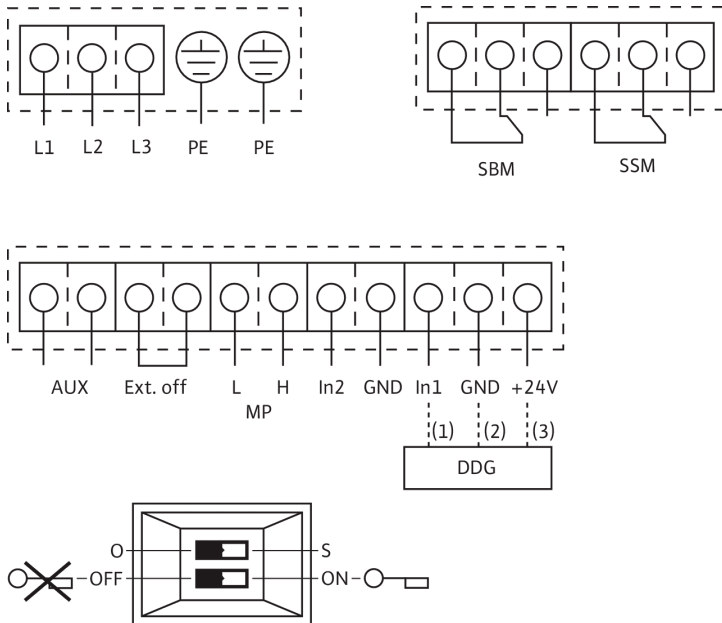 L1 L2 L3 PE PE
SBM SSM
AUX Ext. off L H In2 GND In1 GND +24V
MP
(1) (2) (3)
DDG
O S
OFF ON